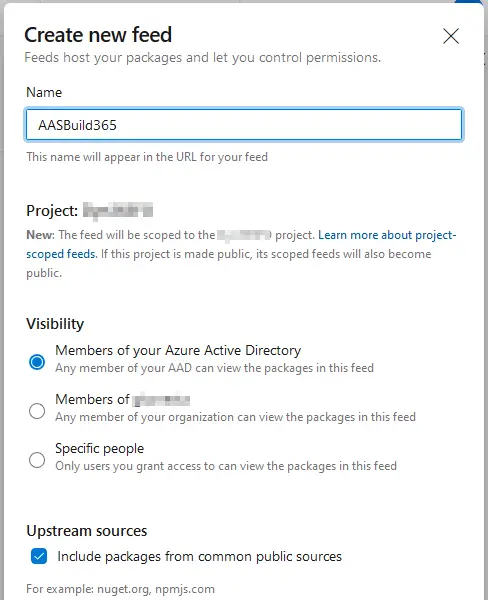 Create new feed
Feeds host your packages and let you control permissions.
Name
AASBuild365
This name will appear in the URL for your feed
Project:
New: The feed will be scoped to the project. Learn more about project-
scoped feeds. If this project is made public, its scoped feeds will also become
public.
Visibility
Members of your Azure Active Directory
Any member of your AAD can view the packages in this feed
Members of
Any member of your organization can view the packages in this feed
Specific people
Only users you grant access to can view the packages in this feed
Upstream sources
Include packages from common public sources
For example: nuget.org, npmjs.com